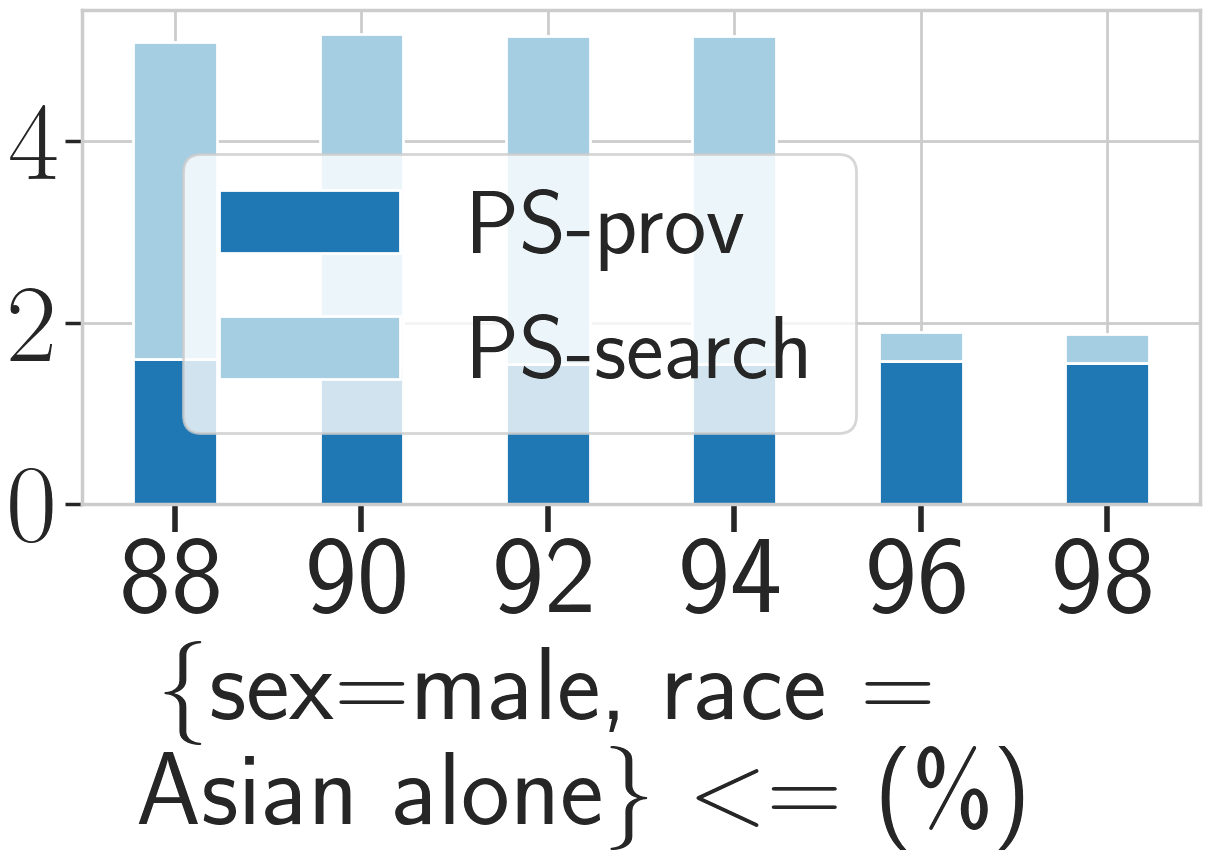 4
PS-prov
2
PS-search
0
88 90 92 94 96 98
{sex=male, race =
Asian alone} <= (%)